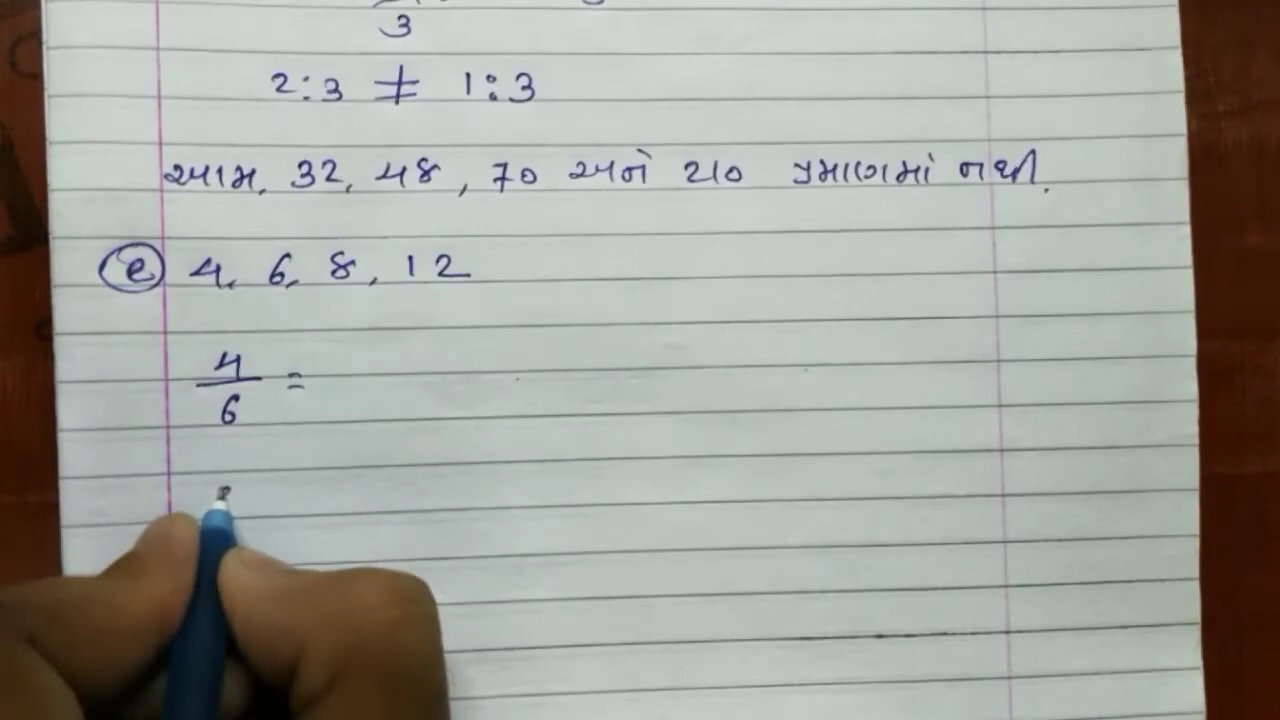 3
2:3 ≠ 1:3
આમ, 32, 48, 70 અને 210 પ્રમાણમાં નથી.
(e) 4, 6, 8, 12
4/6 =